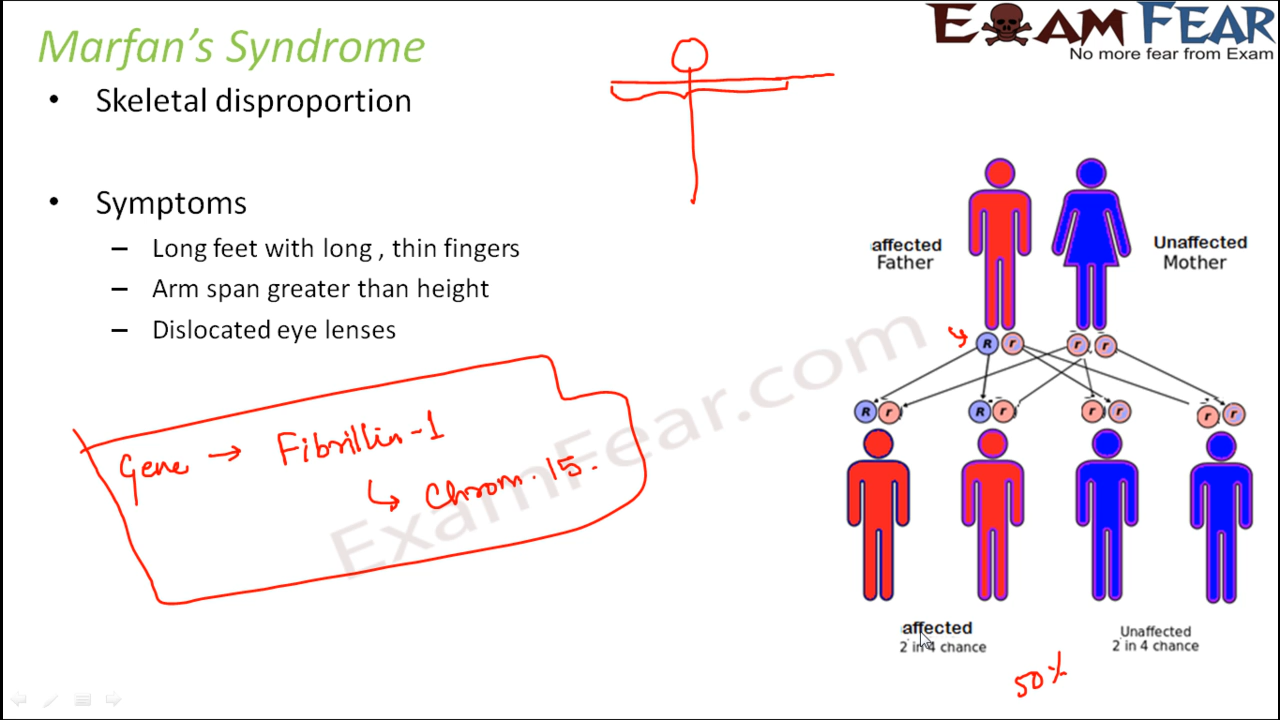 Marfan's Syndrome
EXAM FEAR
No more fear from Exam
• Skeletal disproportion
• Symptoms
– Long feet with long , thin fingers
– Arm span greater than height
– Dislocated eye lenses
Gene → Fibrillin-1
↳ Chrom. 15.
affected
Father
Unaffected
Mother
R r r r
R r R r r r r r
affected
2 in 4 chance
Unaffected
2 in 4 chance
50%
ExamFear.com